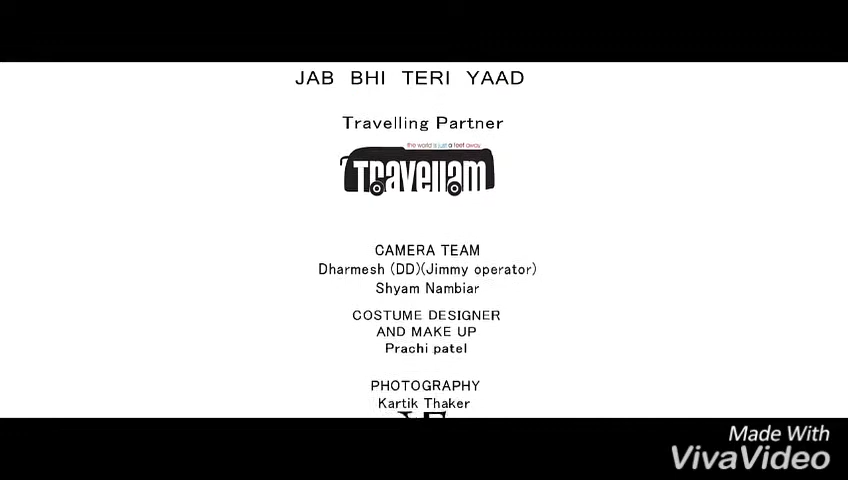 JAB BHI TERI YAAD
Travelling Partner
the world's just a feet away
Travellam
CAMERA TEAM
Dharmesh (DD)(Jimmy operator)
Shyam Nambiar
COSTUME DESIGNER
AND MAKE UP
Prachi patel
PHOTOGRAPHY
Kartik Thaker
Made With
VivaVideo